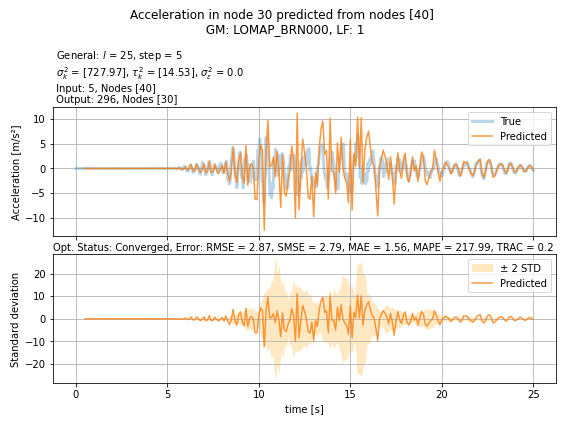 Acceleration in node 30 predicted from nodes [40]
GM: LOMAP_BRN000, LF: 1
General: l = 25, step = 5
σ_k^2 = [727.97], τ_k^2 = [14.53], σ_ε^2 = 0.0
Input: 5, Nodes [40]
Output: 296, Nodes [30]
Acceleration [m/s²]
10
5
0
−5
−10
True
Predicted
Opt. Status: Converged, Error: RMSE = 2.87, SMSE = 2.79, MAE = 1.56, MAPE = 217.99, TRAC = 0.2
Standard deviation
20
10
0
−10
−20
± 2 STD
Predicted
0 5 10 15 20 25
time [s]